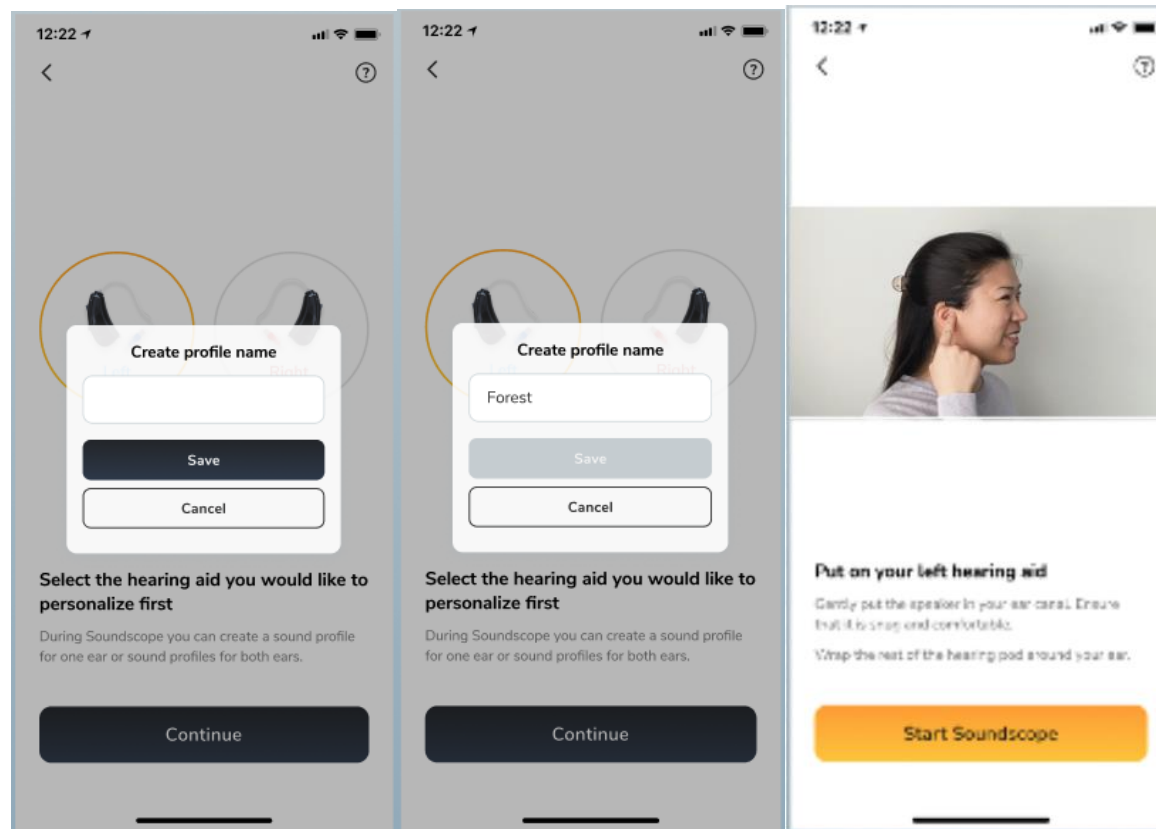 12:22
Create profile name
Left
Right
Save
Cancel
Select the hearing aid you would like to
personalize first
During Soundscope you can create a sound profile
for one ear or sound profiles for both ears.
Continue
12:22
Create profile name
Left
Right
Forest
Save
Cancel
Select the hearing aid you would like to
personalize first
During Soundscope you can create a sound profile
for one ear or sound profiles for both ears.
Continue
12:22
Put on your left hearing aid
Gently put the speaker in your ear canal. Ensure
that it is snug and comfortable.
Wrap the rest of the hearing pod around your ear.
Start Soundscope